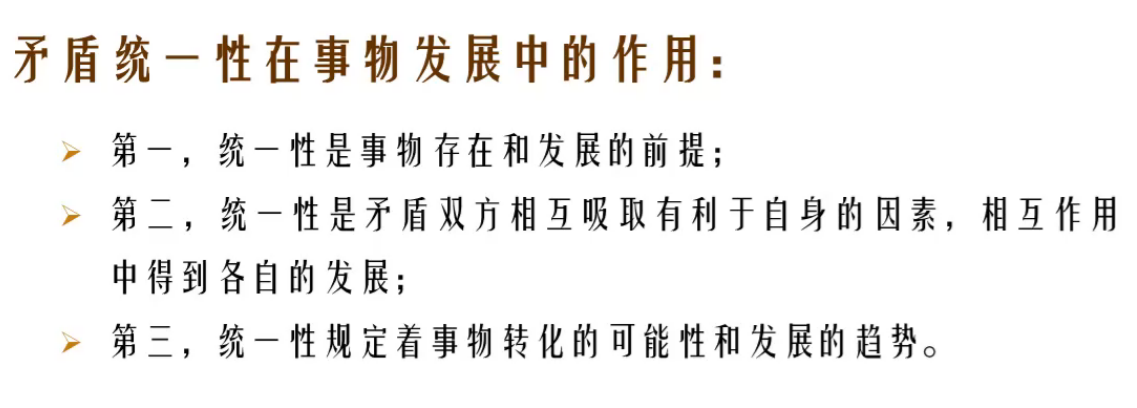 矛盾统一性在事物发展中的作用：
第一，统一性是事物存在和发展的前提；
第二，统一性是矛盾双方相互吸取有利于自身的因素，相互作用
中得到各自的发展；
第三，统一性规定着事物转化的可能性和发展的趋势。